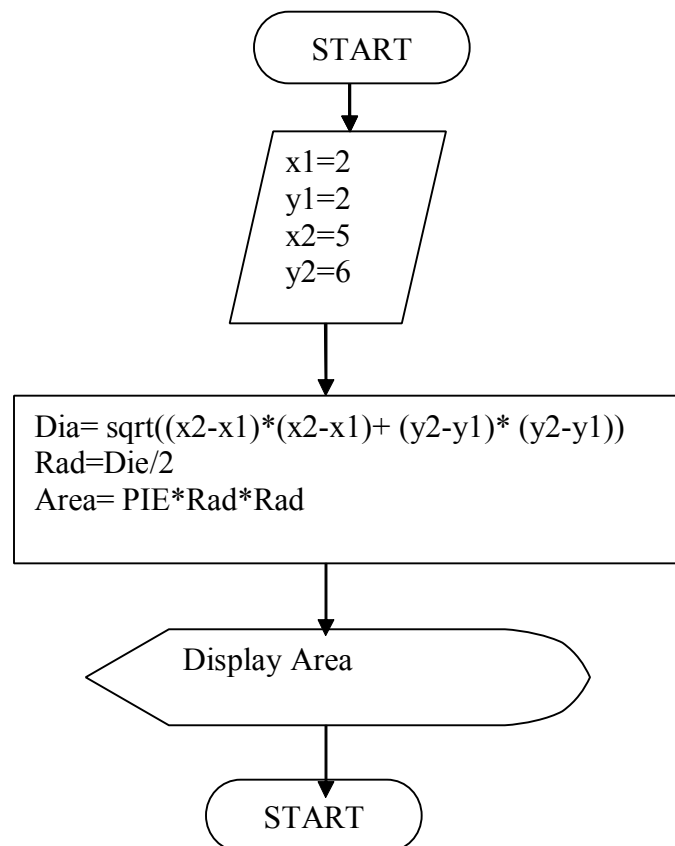 START
x1=2
y1=2
x2=5
y2=6
Dia= sqrt((x2-x1)*(x2-x1)+ (y2-y1)* (y2-y1))
Rad=Die/2
Area= PIE*Rad*Rad
Display Area
START